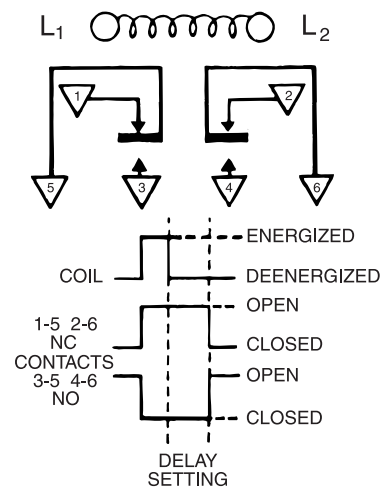 L1 L2
1 2
5 3 4 6
ENERGIZED
COIL DEENERGIZED
OPEN
1-5 2-6
NC CLOSED
CONTACTS OPEN
3-5 4-6
NO CLOSED
DELAY
SETTING